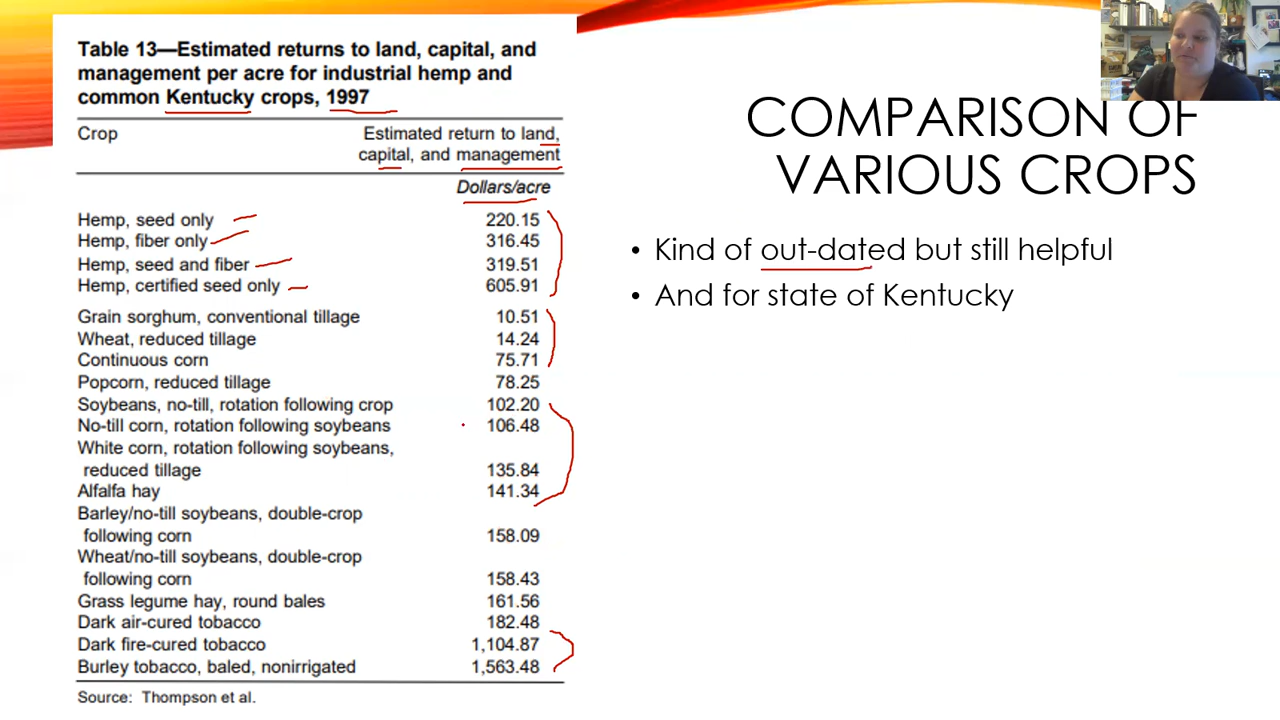 Table 13—Estimated returns to land, capital, and
management per acre for industrial hemp and
common Kentucky crops, 1997
Crop Estimated return to land,
capital, and management
Dollars/acre
Hemp, seed only 220.15
Hemp, fiber only 316.45
Hemp, seed and fiber 319.51
Hemp, certified seed only 605.91
Grain sorghum, conventional tillage 10.51
Wheat, reduced tillage 14.24
Continuous corn 75.71
Popcorn, reduced tillage 78.25
Soybeans, no-till, rotation following crop 102.20
No-till corn, rotation following soybeans 106.48
White corn, rotation following soybeans,
reduced tillage 135.84
Alfalfa hay 141.34
Barley/no-till soybeans, double-crop
following corn 158.09
Wheat/no-till soybeans, double-crop
following corn 158.43
Grass legume hay, round bales 161.56
Dark air-cured tobacco 182.48
Dark fire-cured tobacco 1,104.87
Burley tobacco, baled, nonirrigated 1,563.48
Source: Thompson et al.
COMPARISON OF
VARIOUS CROPS
• Kind of out-dated but still helpful
• And for state of Kentucky